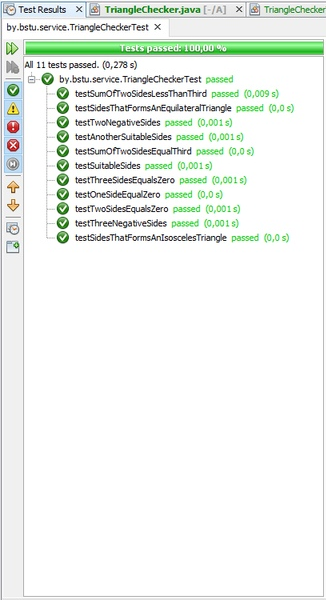 Test Results TriangleChecker.java [-/A] TriangleChecker
by.bstu.service.TriangleCheckerTest
Tests passed: 100,00 %
All 11 tests passed. (0,278 s)
by.bstu.service.TriangleCheckerTest passed
testSumOfTwoSidesLessThanThird passed (0,009 s)
testSidesThatFormsAnEquilateralTriangle passed (0,0 s)
testTwoNegativeSides passed (0,001 s)
testAnotherSuitableSides passed (0,001 s)
testSumOfTwoSidesEqualThird passed (0,0 s)
testSuitableSides passed (0,001 s)
testThreeSidesEqualsZero passed (0,001 s)
testOneSideEqualZero passed (0,0 s)
testTwoSidesEqualsZero passed (0,001 s)
testThreeNegativeSides passed (0,001 s)
testSidesThatFormsAnIsoscelesTriangle passed (0,0 s)